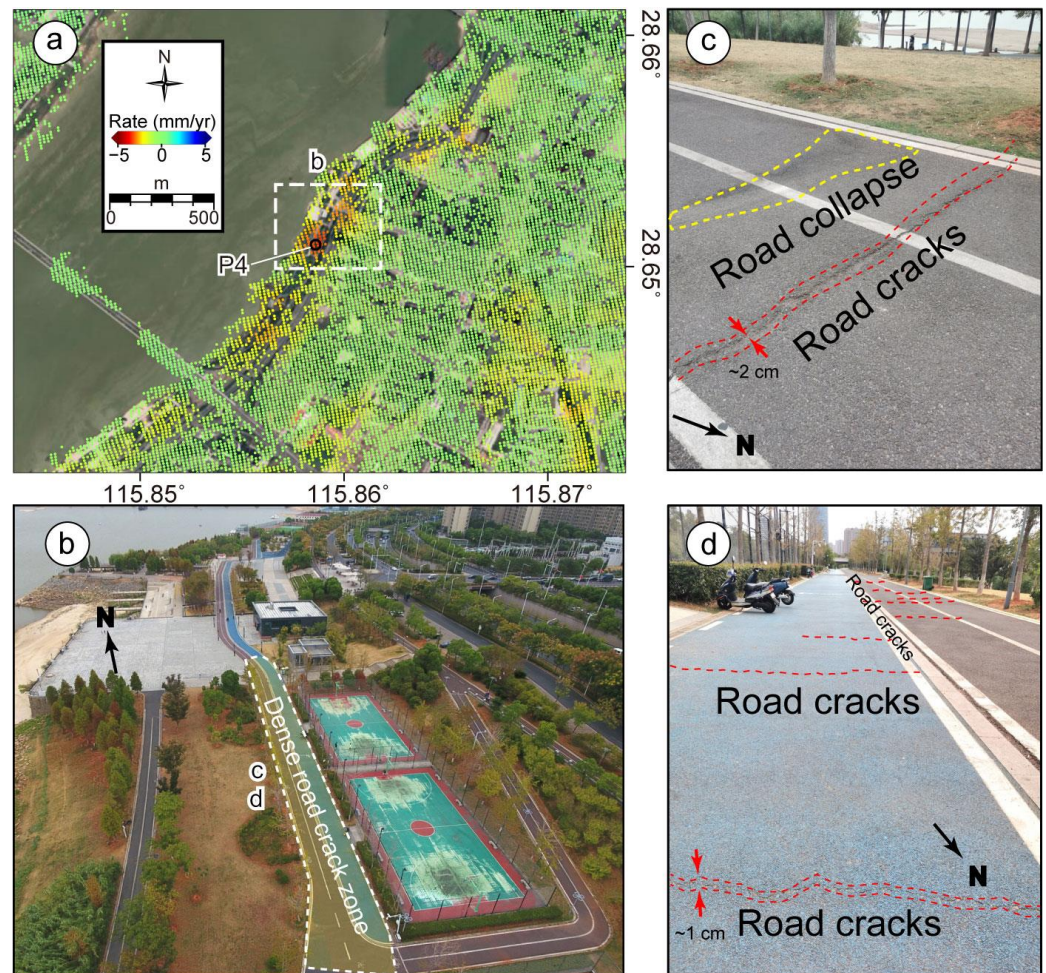 a
N
Rate (mm/yr)
−5 0 5
m
0 500
b
P4
28.66°
28.65°
115.85° 115.86° 115.87°
c
Road collapse
Road cracks
~2 cm
N
b
N
Dense road crack zone
c
d
d
Road cracks
Road cracks
N
~1 cm
Road cracks